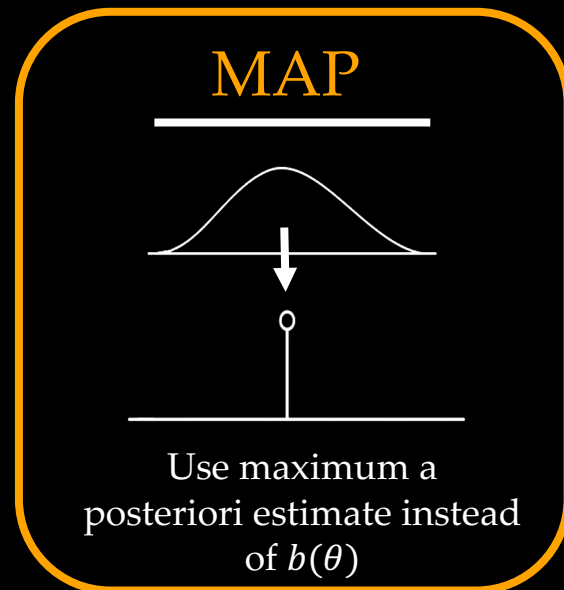 MAP
Use maximum a
posteriori estimate instead
of b(θ)